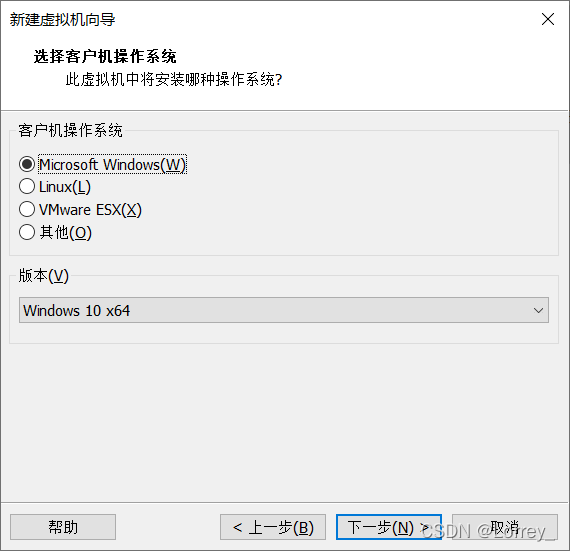 新建虚拟机向导
选择客户机操作系统
此虚拟机中将安装哪种操作系统?
客户机操作系统
Microsoft Windows(W)
Linux(L)
VMware ESX(X)
其他(O)
版本(V)
Windows 10 x64
帮助
< 上一步(B)
下一步(N) >
取消
CSDN @Lorrey_